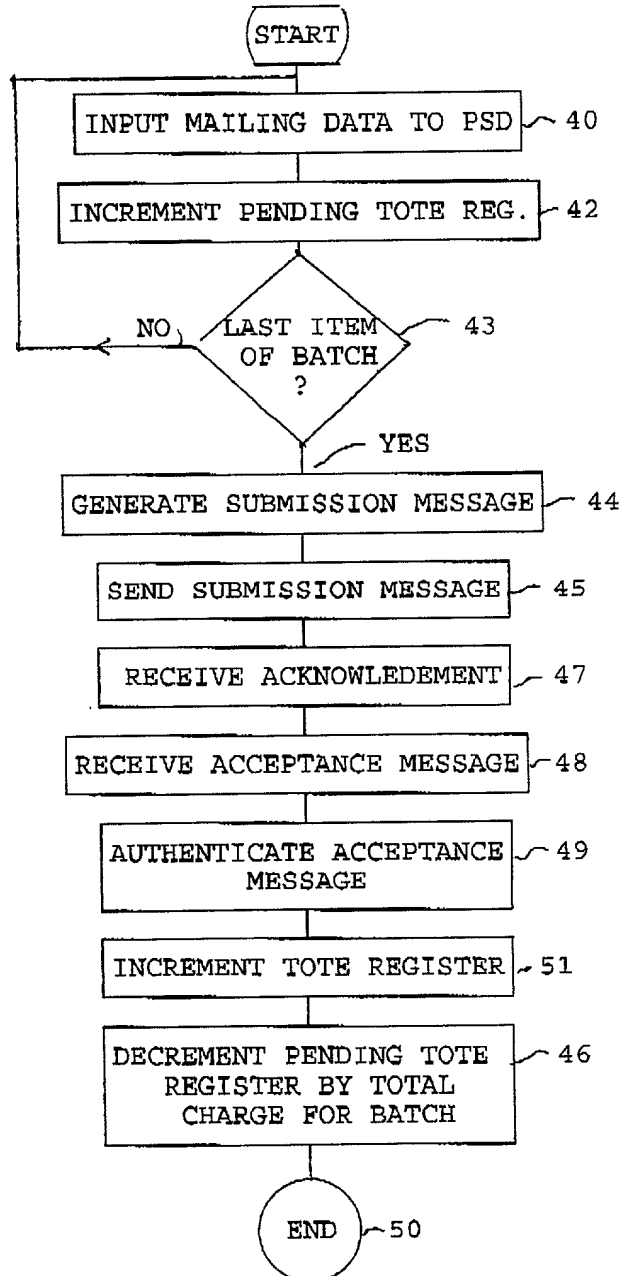 START
INPUT MAILING DATA TO PSD 40
INCREMENT PENDING TOTE REG. 42
LAST ITEM
OF BATCH
?
43
NO
YES
GENERATE SUBMISSION MESSAGE 44
SEND SUBMISSION MESSAGE 45
RECEIVE ACKNOWLEDEMENT 47
RECEIVE ACCEPTANCE MESSAGE 48
AUTHENTICATE ACCEPTANCE
MESSAGE
49
INCREMENT TOTE REGISTER 51
DECREMENT PENDING TOTE
REGISTER BY TOTAL
CHARGE FOR BATCH
46
END 50